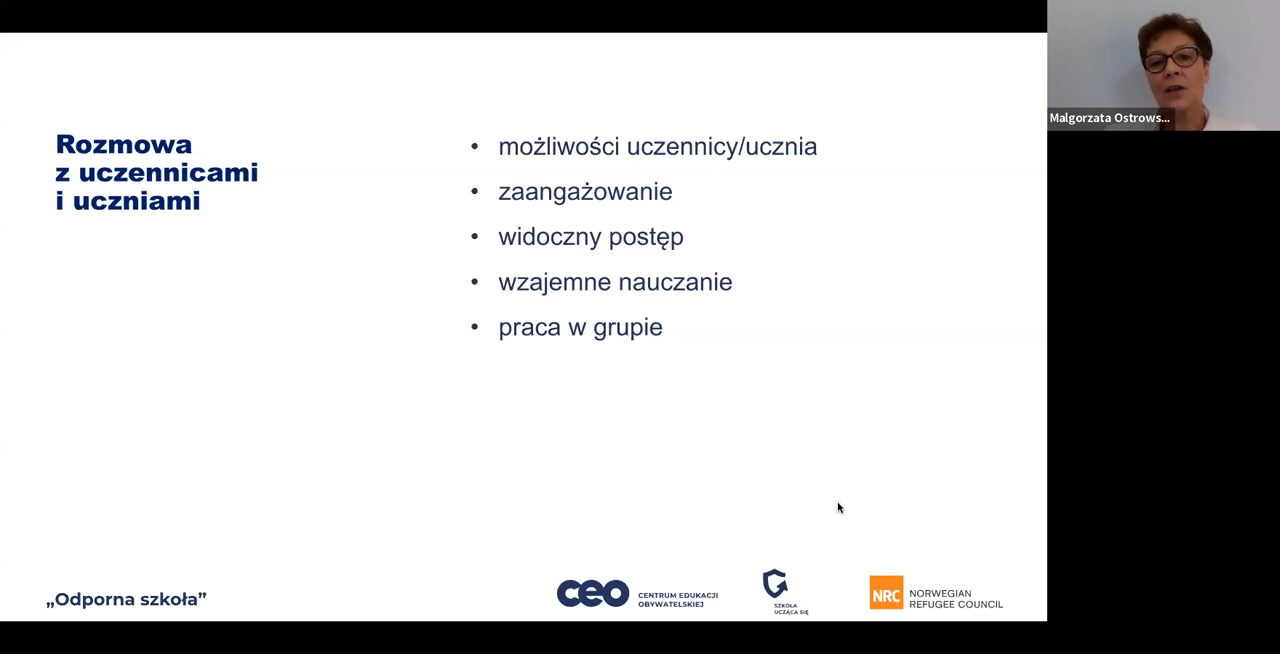 Rozmowa
z uczennicami
i uczniami
• możliwości uczennicy/ucznia
• zaangażowanie
• widoczny postęp
• wzajemne nauczanie
• praca w grupie
Malgorzata Ostrows...
„Odporna szkoła”
ceo CENTRUM EDUKACJI
OBYWATELSKIEJ
SZKOŁA
UCZĄCA SIĘ
NRC NORWEGIAN
REFUGEE COUNCIL